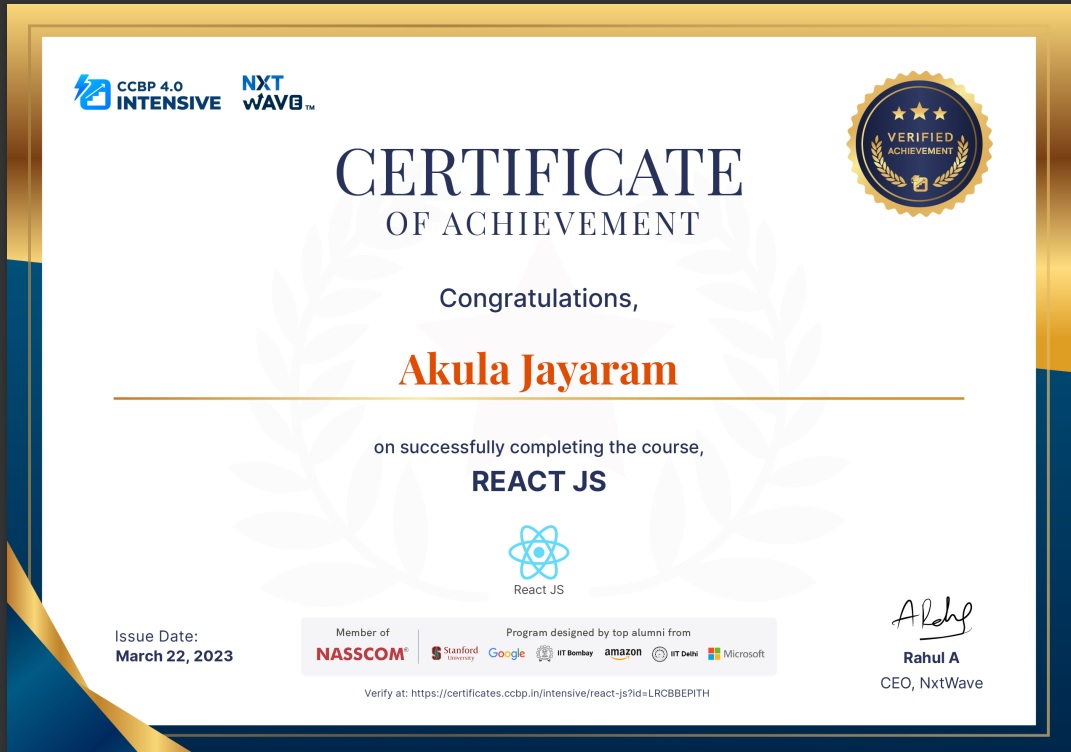 CCBP 4.0
INTENSIVE
NXT
WAVE™
VERIFIED
ACHIEVEMENT
CERTIFICATE
OF ACHIEVEMENT
Congratulations,
Akula Jayaram
on successfully completing the course,
REACT JS
React JS
Issue Date:
March 22, 2023
Member of
NASSCOM®
Program designed by top alumni from
Stanford
University
Google
IIT Bombay
amazon
IIT Delhi
Microsoft
Verify at: https://certificates.ccbp.in/intensive/react-js?id=LRCBBEPITH
ARahul
Rahul A
CEO, NxtWave